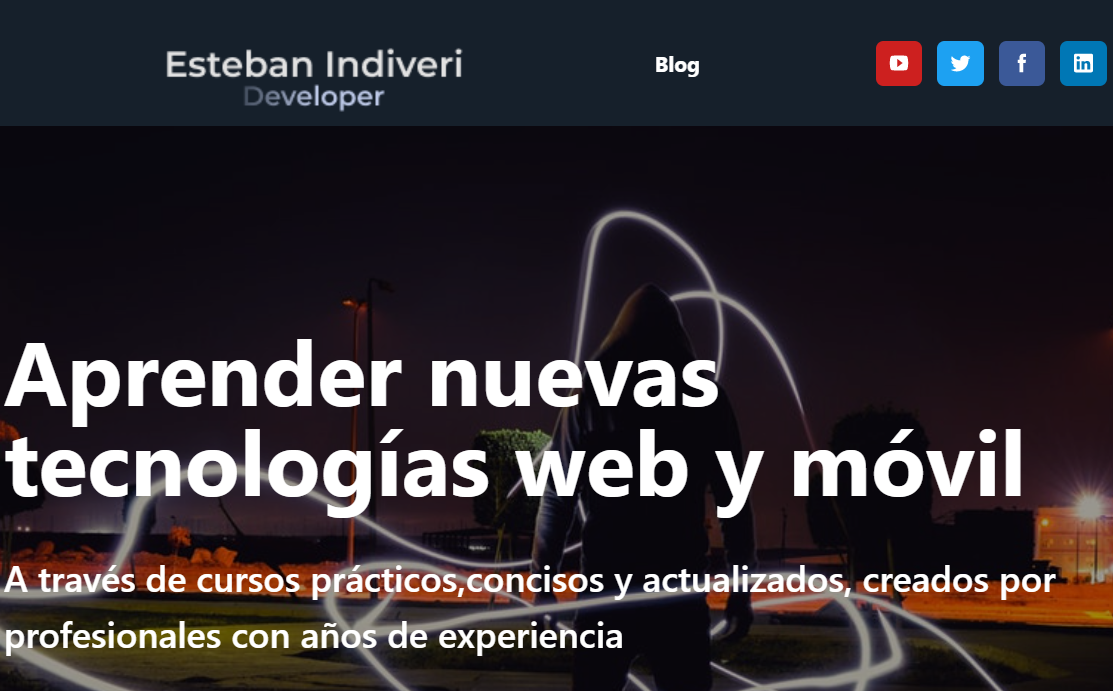 Esteban Indiveri
Developer
Blog
Aprender nuevas
tecnologías web y móvil
A través de cursos prácticos,concisos y actualizados, creados por
profesionales con años de experiencia